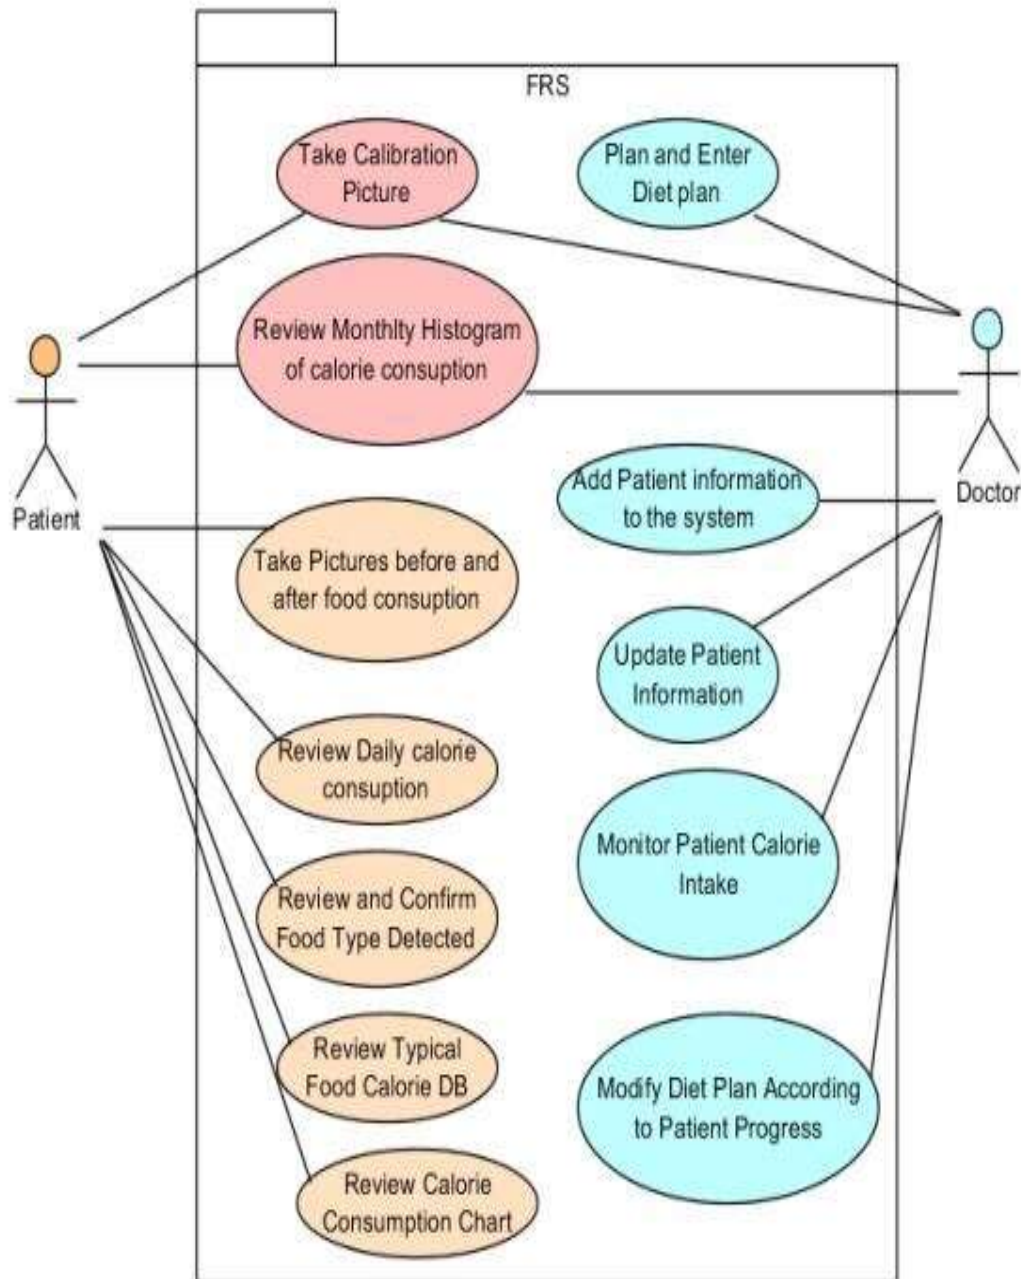 FRS
Take Calibration
Picture
Plan and Enter
Diet plan
Review Monthlty Histogram
of calorie consuption
Patient
Doctor
Add Patient information
to the system
Take Pictures before and
after food consuption
Update Patient
Information
Review Daily calorie
consuption
Monitor Patient Calorie
Intake
Review and Confirm
Food Type Detected
Review Typical
Food Calorie DB
Modify Diet Plan According
to Patient Progress
Review Calorie
Consumption Chart